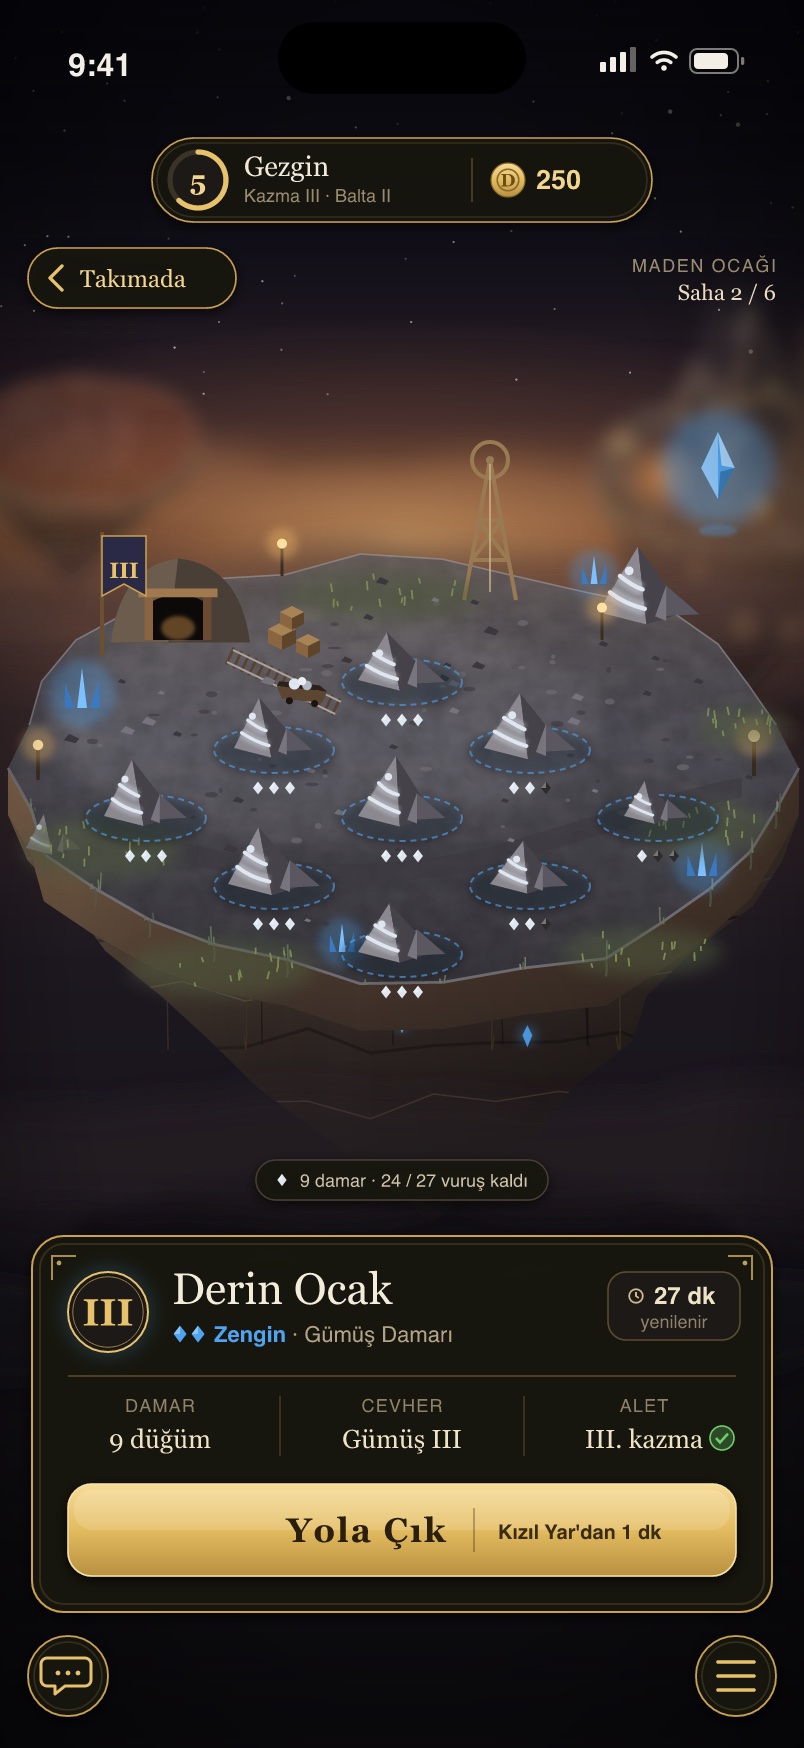 9:41
5
Gezgin
Kazma III · Balta II
D
250
Takımada
MADEN OCAĞI
Saha 2 / 6
III
9 damar · 24 / 27 vuruş kaldı
III
Derin Ocak
Zengin · Gümüş Damarı
27 dk
yenilenir
DAMAR
9 düğüm
CEVHER
Gümüş III
ALET
III. kazma
Yola Çık
Kızıl Yar'dan 1 dk